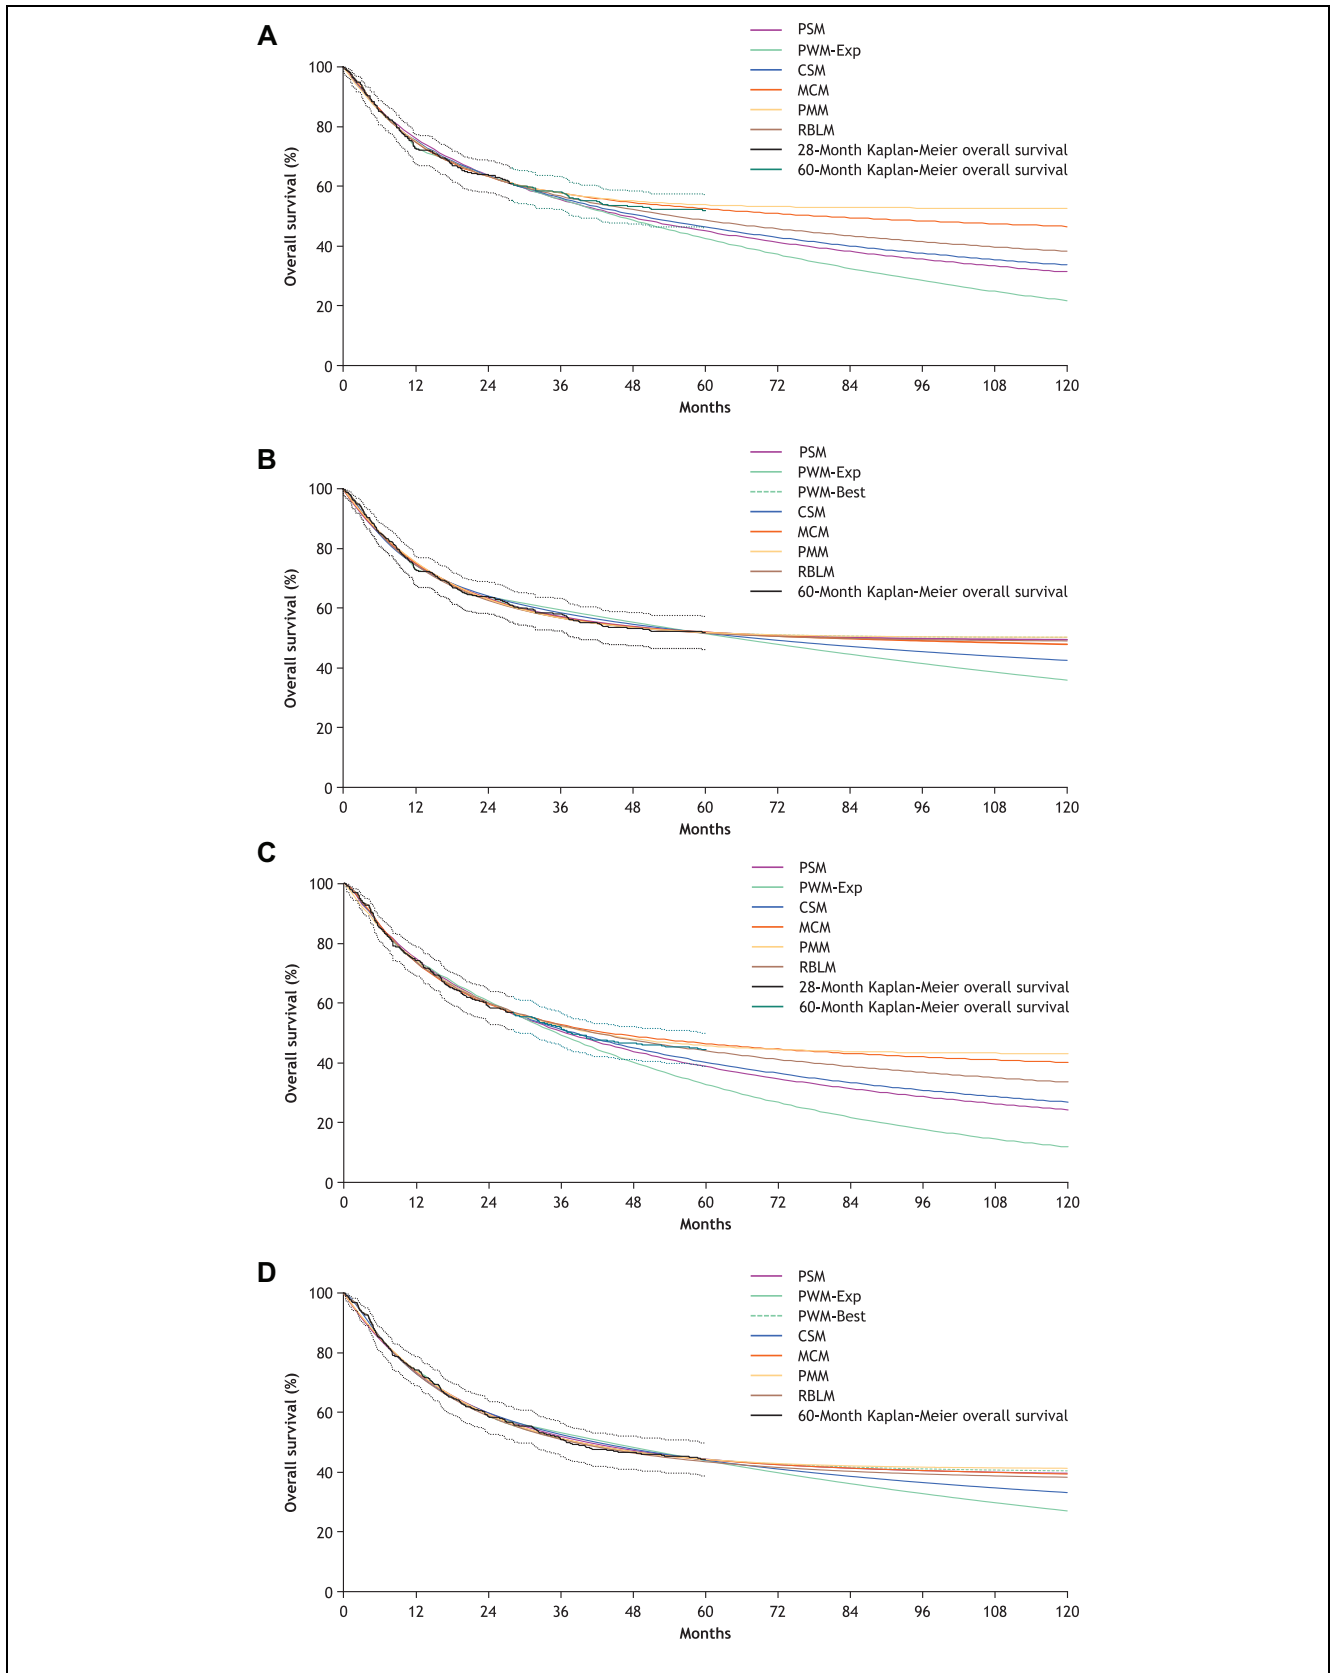 A
PSM
PWM-Exp
CSM
MCM
PMM
RBLM
28-Month Kaplan-Meier overall survival
60-Month Kaplan-Meier overall survival
Overall survival (%)
100
80
60
40
20
0
0 12 24 36 48 60 72 84 96 108 120
Months
B
PSM
PWM-Exp
PWM-Best
CSM
MCM
PMM
RBLM
60-Month Kaplan-Meier overall survival
Overall survival (%)
100
80
60
40
20
0
0 12 24 36 48 60 72 84 96 108 120
Months
C
PSM
PWM-Exp
CSM
MCM
PMM
RBLM
28-Month Kaplan-Meier overall survival
60-Month Kaplan-Meier overall survival
Overall survival (%)
100
80
60
40
20
0
0 12 24 36 48 60 72 84 96 108 120
Months
D
PSM
PWM-Exp
PWM-Best
CSM
MCM
PMM
RBLM
60-Month Kaplan-Meier overall survival
Overall survival (%)
100
80
60
40
20
0
0 12 24 36 48 60 72 84 96 108 120
Months